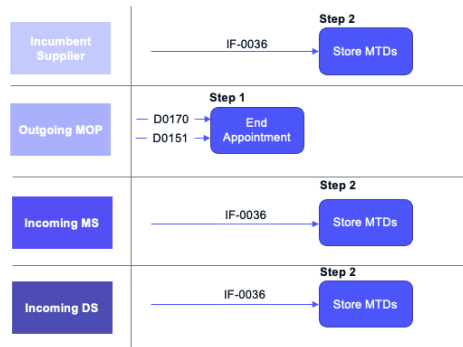 Step 2
Incumbent
Supplier
IF-0036
Store MTDs
Step 1
Outgoing MOP
D0170
D0151
End
Appointment
Step 2
Incoming MS
IF-0036
Store MTDs
Step 2
Incoming DS
IF-0036
Store MTDs